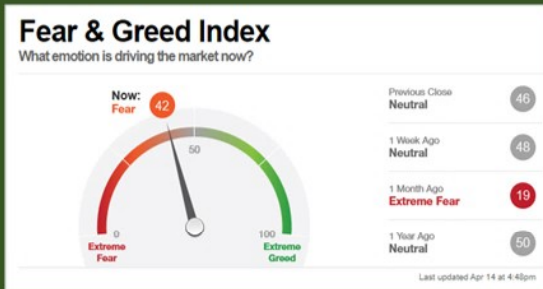 Fear & Greed Index
What emotion is driving the market now?
Now:
Fear
42
50
0
100
Extreme
Fear
Extreme
Greed
Previous Close
Neutral
46
1 Week Ago
Neutral
48
1 Month Ago
Extreme Fear
19
1 Year Ago
Neutral
50
Last updated Apr 14 at 4:48pm